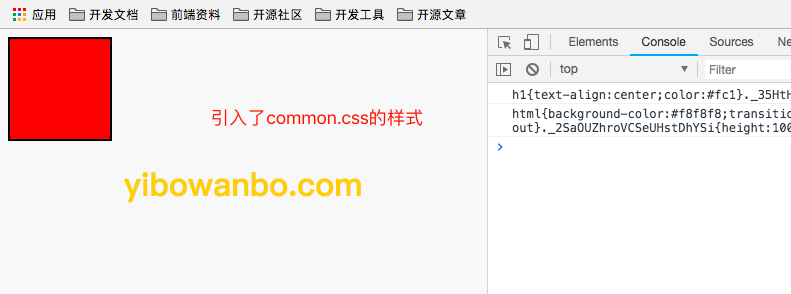 应用 开发文档 前端资料 开源社区 开发工具 开源文章
Elements Console Sources Ne
top
引入了common.css的样式
yibowanbo.com
h1{text-align:center;color:#fc1}._35HtH
html{background-color:#f8f8f8;transitio
out}._2SaOUZhroVCSeUHstDhYSi{height:100